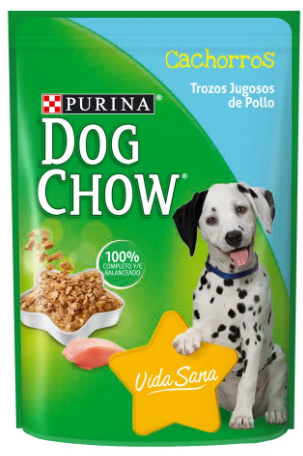 Cachorros
Trozos Jugosos
de Pollo
PURINA®
DOG
CHOW®
100%
COMPLETO Y/E
BALANCEADO
Vida Sana